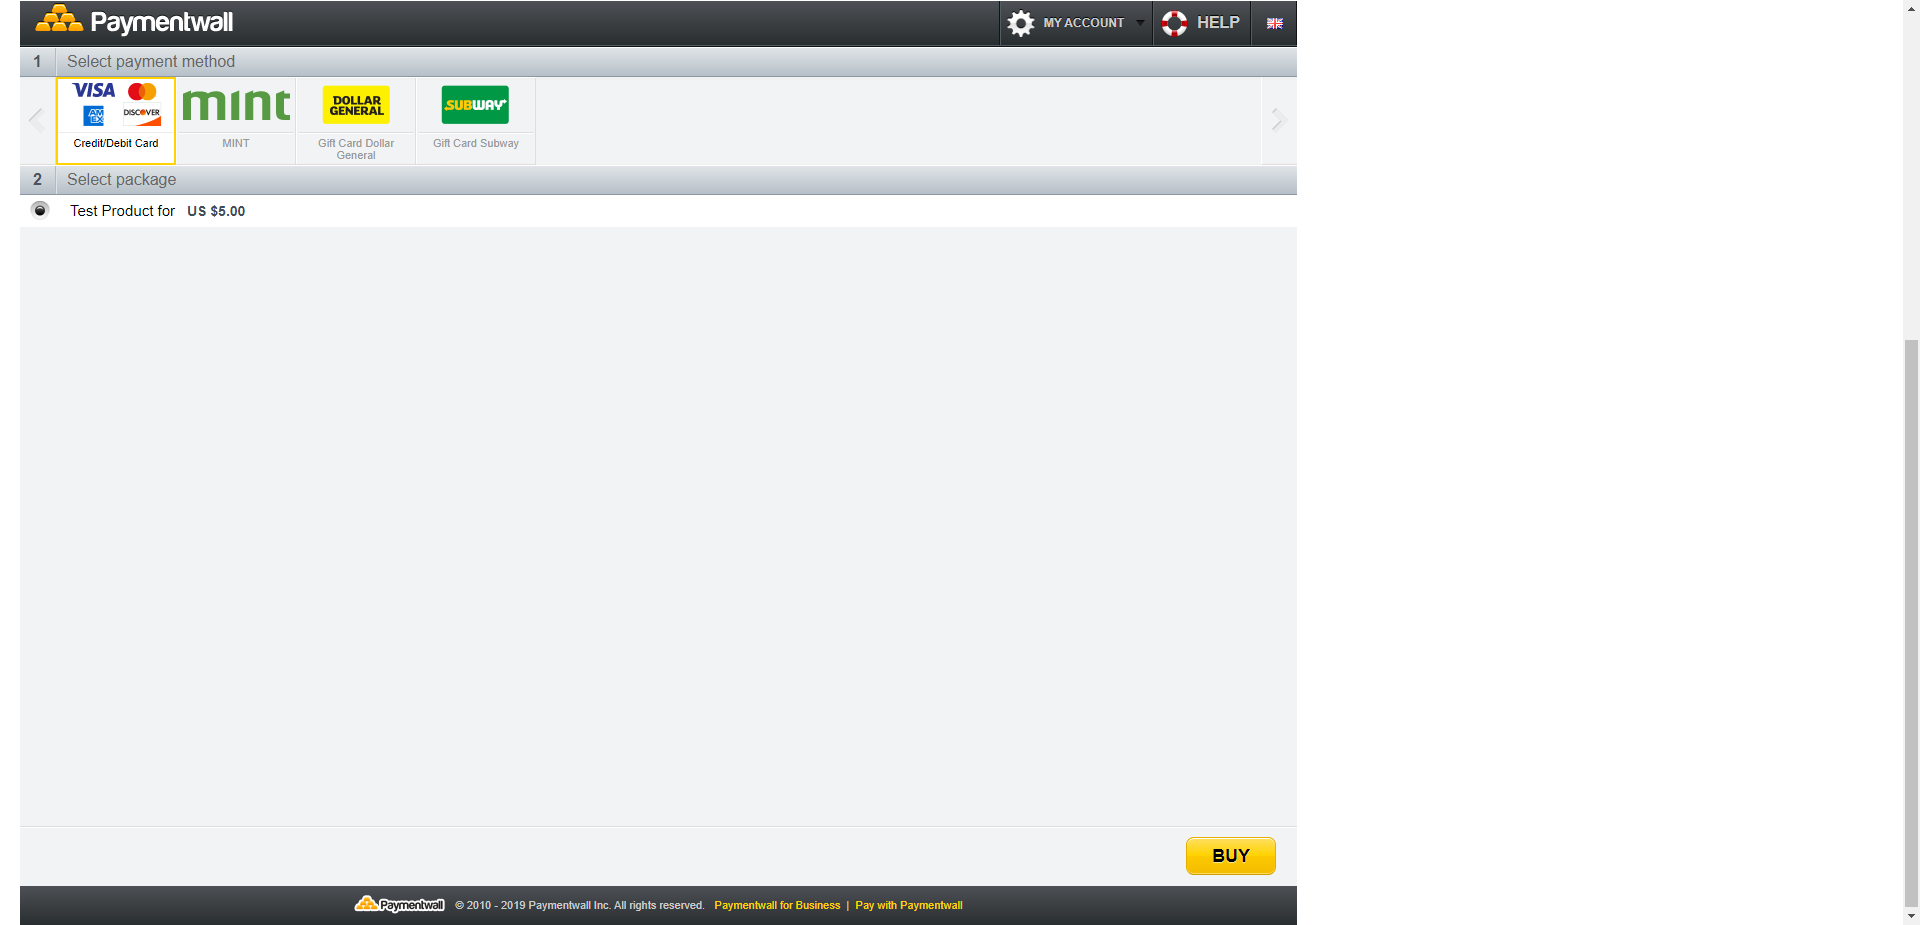 Paymentwall
MY ACCOUNT
HELP
1 Select payment method
VISA
AM
EX
DISCOVER
Credit/Debit Card
mint
MINT
DOLLAR
GENERAL
Gift Card Dollar
General
SUBWAY
Gift Card Subway
2 Select package
Test Product for US $5.00
BUY
Paymentwall © 2010 - 2019 Paymentwall Inc. All rights reserved. Paymentwall for Business | Pay with Paymentwall